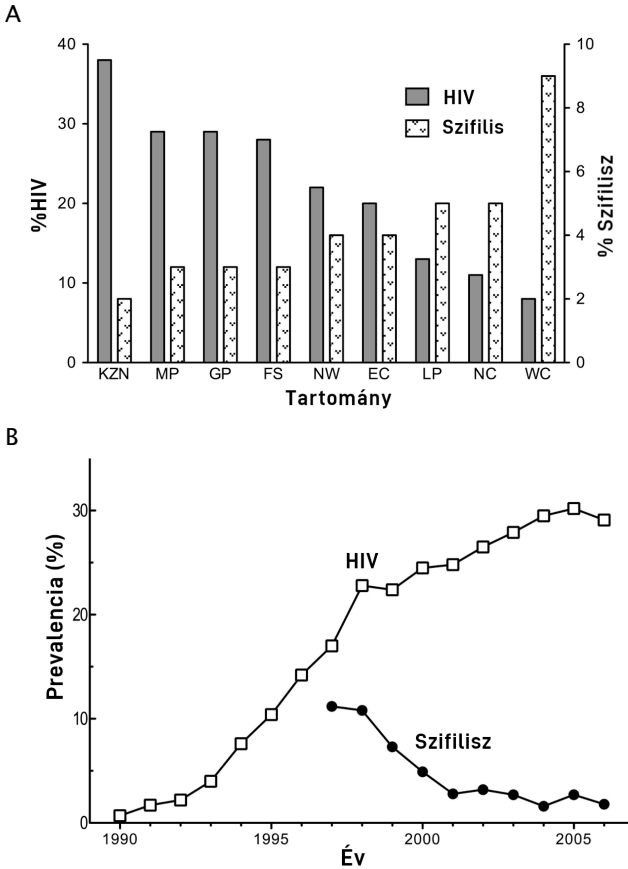 A
40
30
20
10
0
%HIV
HIV
Szifilis
10
8
6
4
2
0
% Szifilisz
KZN MP GP FS NW EC LP NC WC
Tartomány
B
Prevalencia (%)
30
20
10
0
HIV
Szifilisz
1990 1995 2000 2005
Év